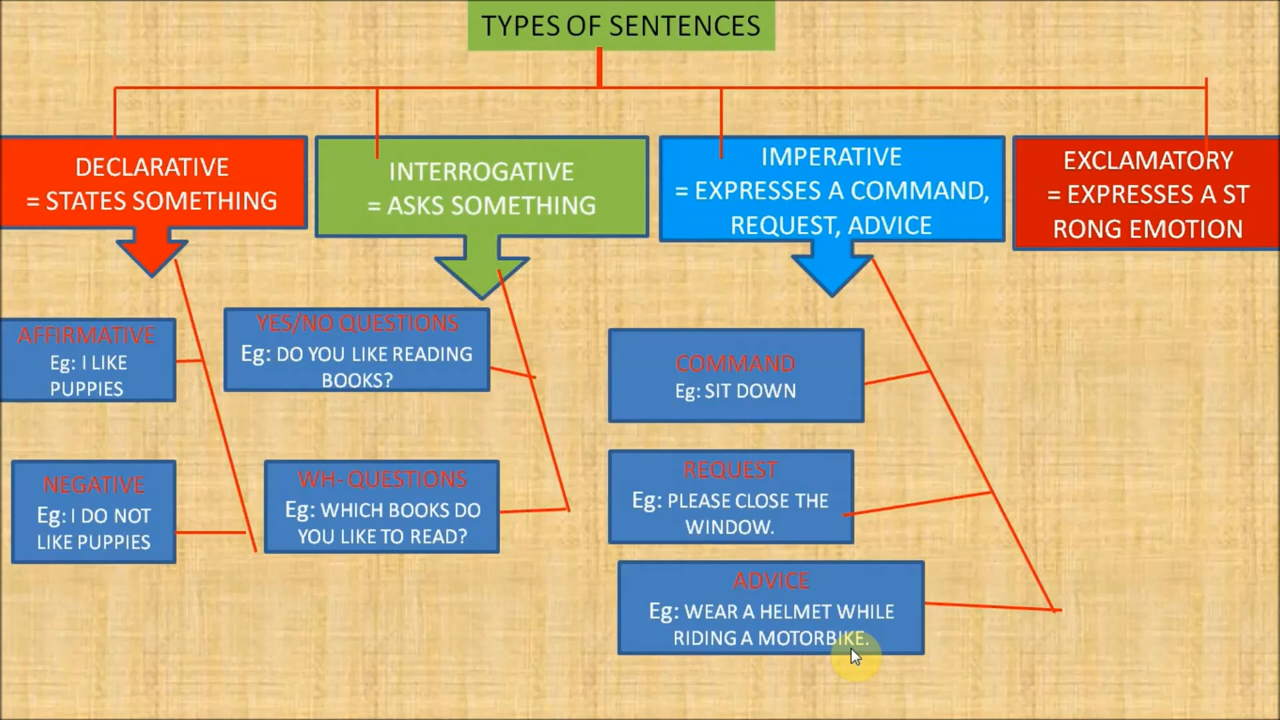 TYPES OF SENTENCES
DECLARATIVE
= STATES SOMETHING
INTERROGATIVE
= ASKS SOMETHING
IMPERATIVE
= EXPRESSES A COMMAND,
REQUEST, ADVICE
EXCLAMATORY
= EXPRESSES A ST
RONG EMOTION
AFFIRMATIVE
Eg: I LIKE
PUPPIES
NEGATIVE
Eg: I DO NOT
LIKE PUPPIES
YES/NO QUESTIONS
Eg: DO YOU LIKE READING
BOOKS?
WH- QUESTIONS
Eg: WHICH BOOKS DO
YOU LIKE TO READ?
COMMAND
Eg: SIT DOWN
REQUEST
Eg: PLEASE CLOSE THE
WINDOW.
ADVICE
Eg: WEAR A HELMET WHILE
RIDING A MOTORBIKE.